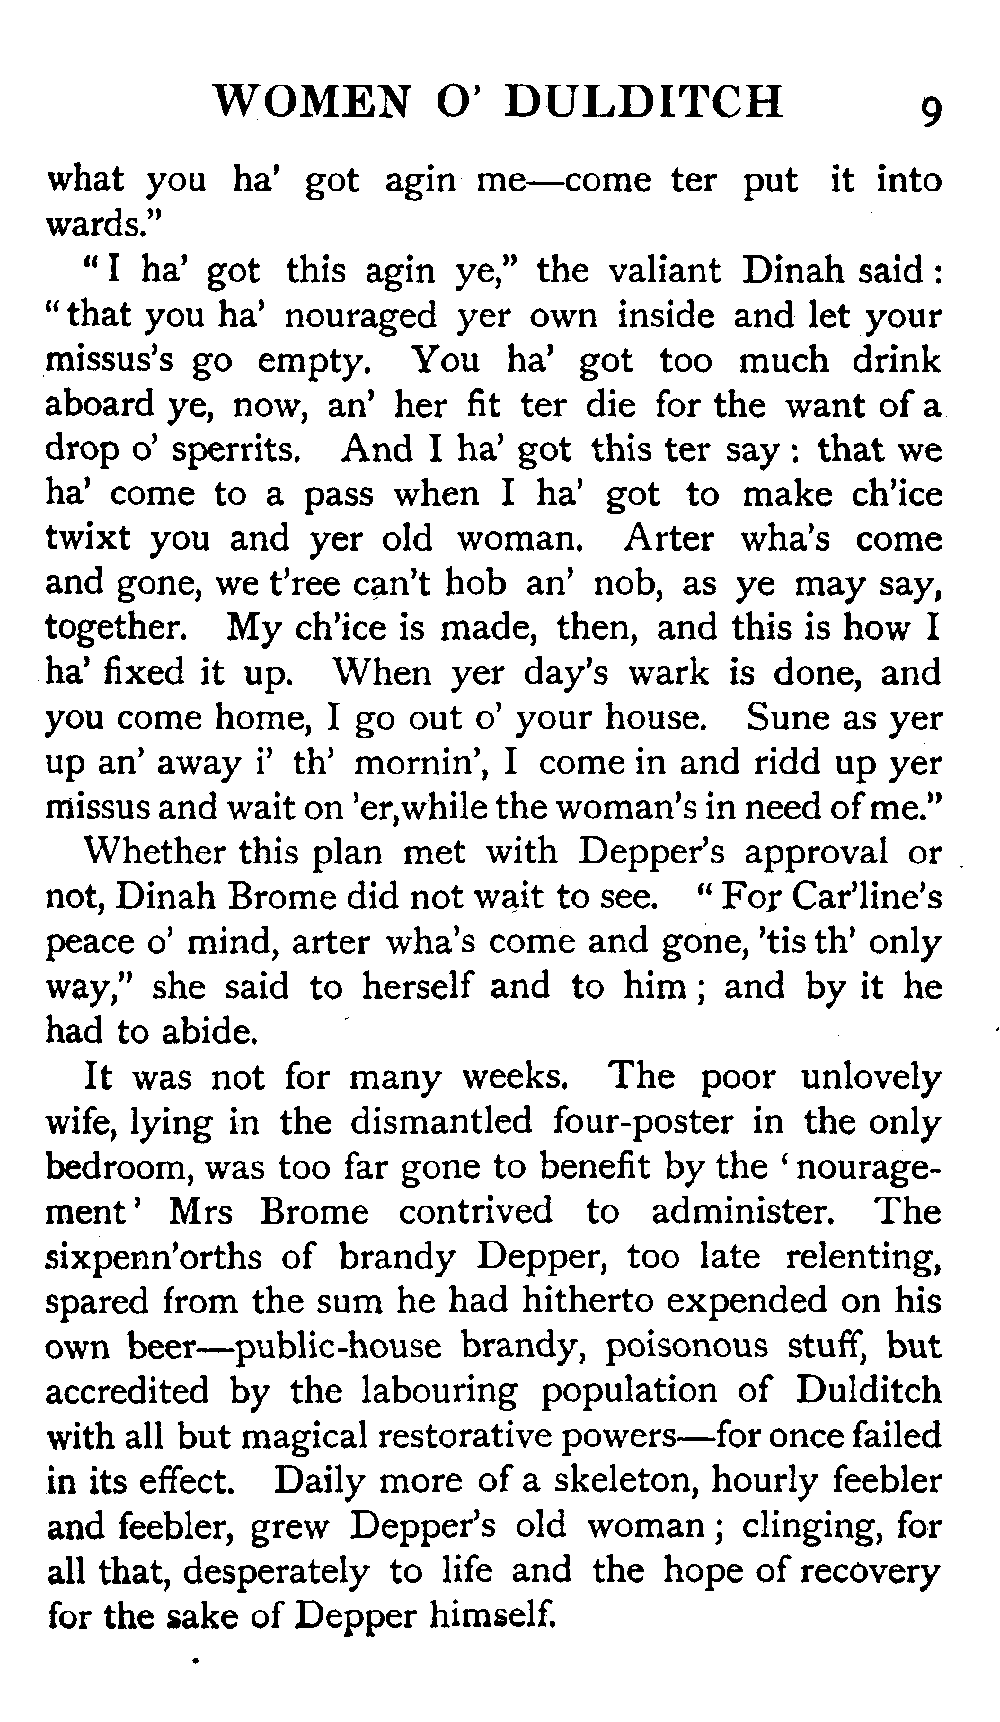 WOMEN O' DULDITCH 9
what you ha' got agin me—come ter put it into
wards."
"I ha' got this agin ye," the valiant Dinah said:
"that you ha' nouraged yer own inside and let your
missus's go empty. You ha' got too much drink
aboard ye, now, an' her fit ter die for the want of a
drop o' sperrits. And I ha' got this ter say: that we
ha' come to a pass when I ha' got to make ch'ice
twixt you and yer old woman. Arter wha's come
and gone, we t'ree can't hob an' nob, as ye may say,
together. My ch'ice is made, then, and this is how I
ha' fixed it up. When yer day's wark is done, and
you come home, I go out o' your house. Sune as yer
up an' away i' th' mornin', I come in and ridd up yer
missus and wait on 'er, while the woman's in need of me."
Whether this plan met with Depper's approval or
not, Dinah Brome did not wait to see. "For Car'line's
peace o' mind, arter wha's come and gone, 'tis th' only
way," she said to herself and to him; and by it he
had to abide.
It was not for many weeks. The poor unlovely
wife, lying in the dismantled four-poster in the only
bedroom, was too far gone to benefit by the 'nourage-
ment' Mrs Brome contrived to administer. The
sixpenn'orths of brandy Depper, too late relenting,
spared from the sum he had hitherto expended on his
own beer—public-house brandy, poisonous stuff, but
accredited by the labouring population of Dulditch
with all but magical restorative powers—for once failed
in its effect. Daily more of a skeleton, hourly feebler
and feebler, grew Depper's old woman; clinging, for
all that, desperately to life and the hope of recovery
for the sake of Depper himself.